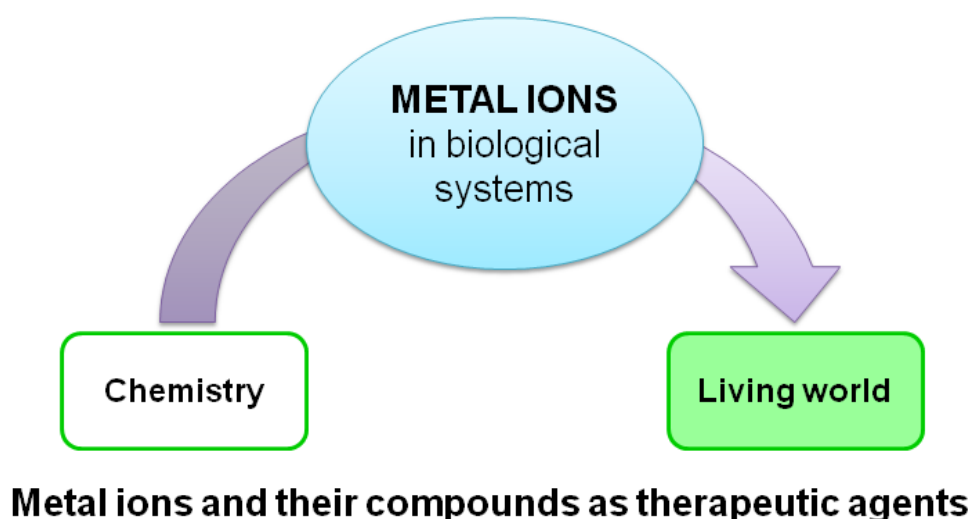 METAL IONS
in biological
systems
Chemistry
Living world
Metal ions and their compounds as therapeutic agents